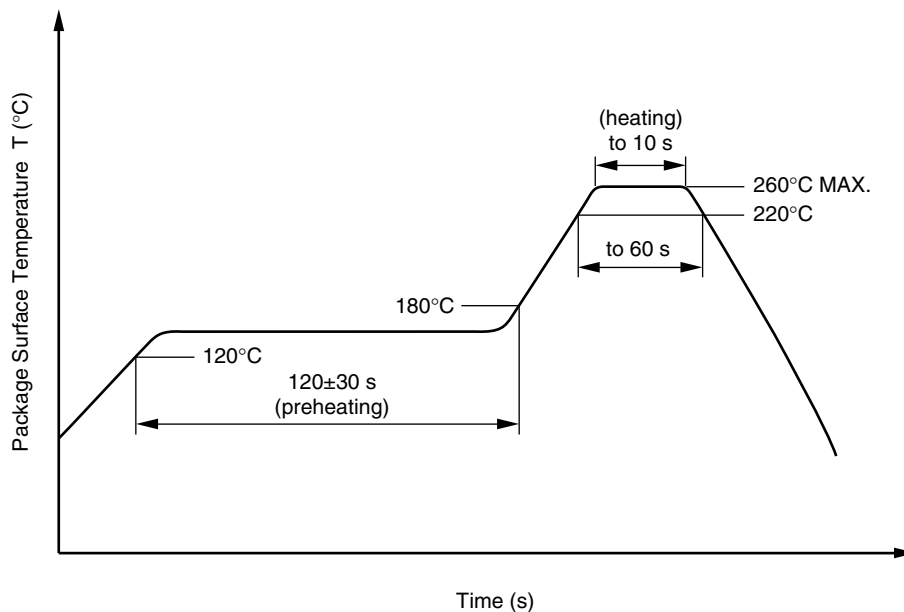 Package Surface Temperature T (°C)
(heating)
to 10 s
260°C MAX.
220°C
to 60 s
180°C
120°C
120±30 s
(preheating)
Time (s)